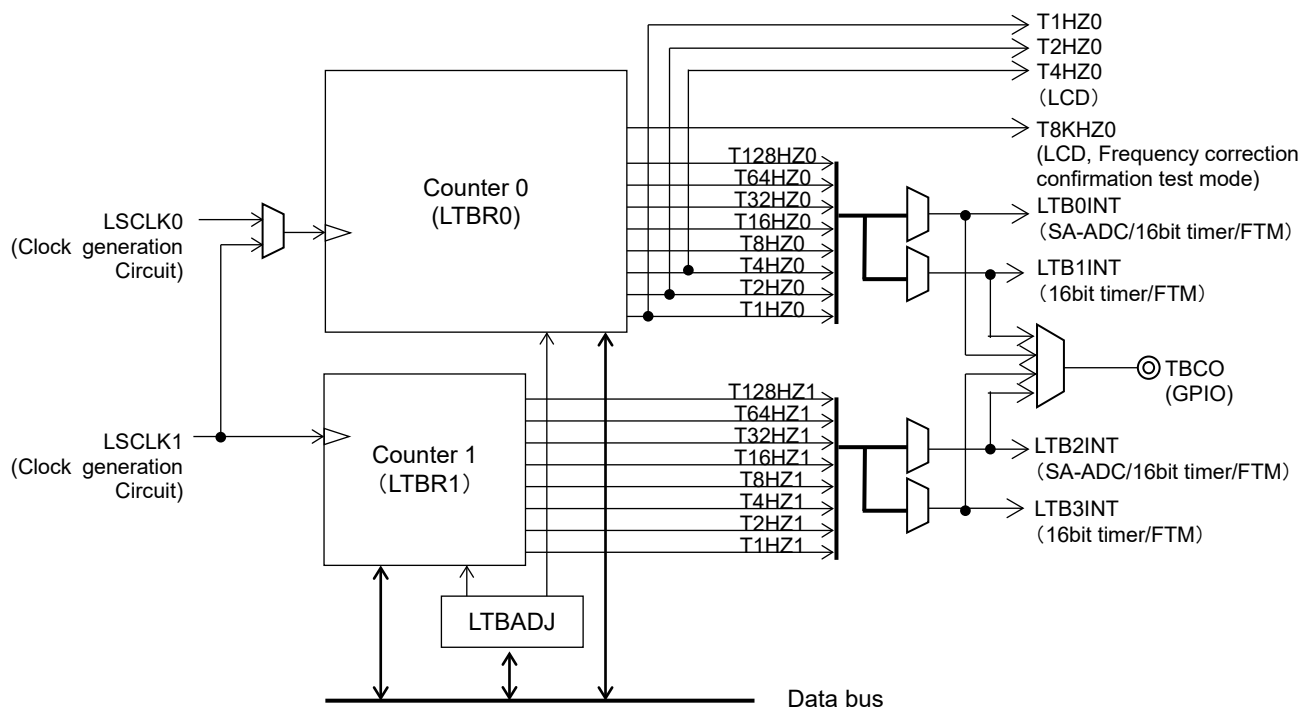 T1HZ0
T2HZ0
T4HZ0
（LCD）
T8KHZ0
(LCD, Frequency correction
confirmation test mode)
T128HZ0
T64HZ0
T32HZ0
T16HZ0
T8HZ0
T4HZ0
T2HZ0
T1HZ0
Counter 0
(LTBR0)
LSCLK0
(Clock generation
Circuit)
LTB0INT
（SA-ADC/16bit timer/FTM）
LTB1INT
（16bit timer/FTM）
TBCO
(GPIO)
T128HZ1
T64HZ1
T32HZ1
T16HZ1
T8HZ1
T4HZ1
T2HZ1
T1HZ1
Counter 1
（LTBR1）
LSCLK1
(Clock generation
Circuit)
LTB2INT
（SA-ADC/16bit timer/FTM）
LTB3INT
（16bit timer/FTM）
LTBADJ
Data bus